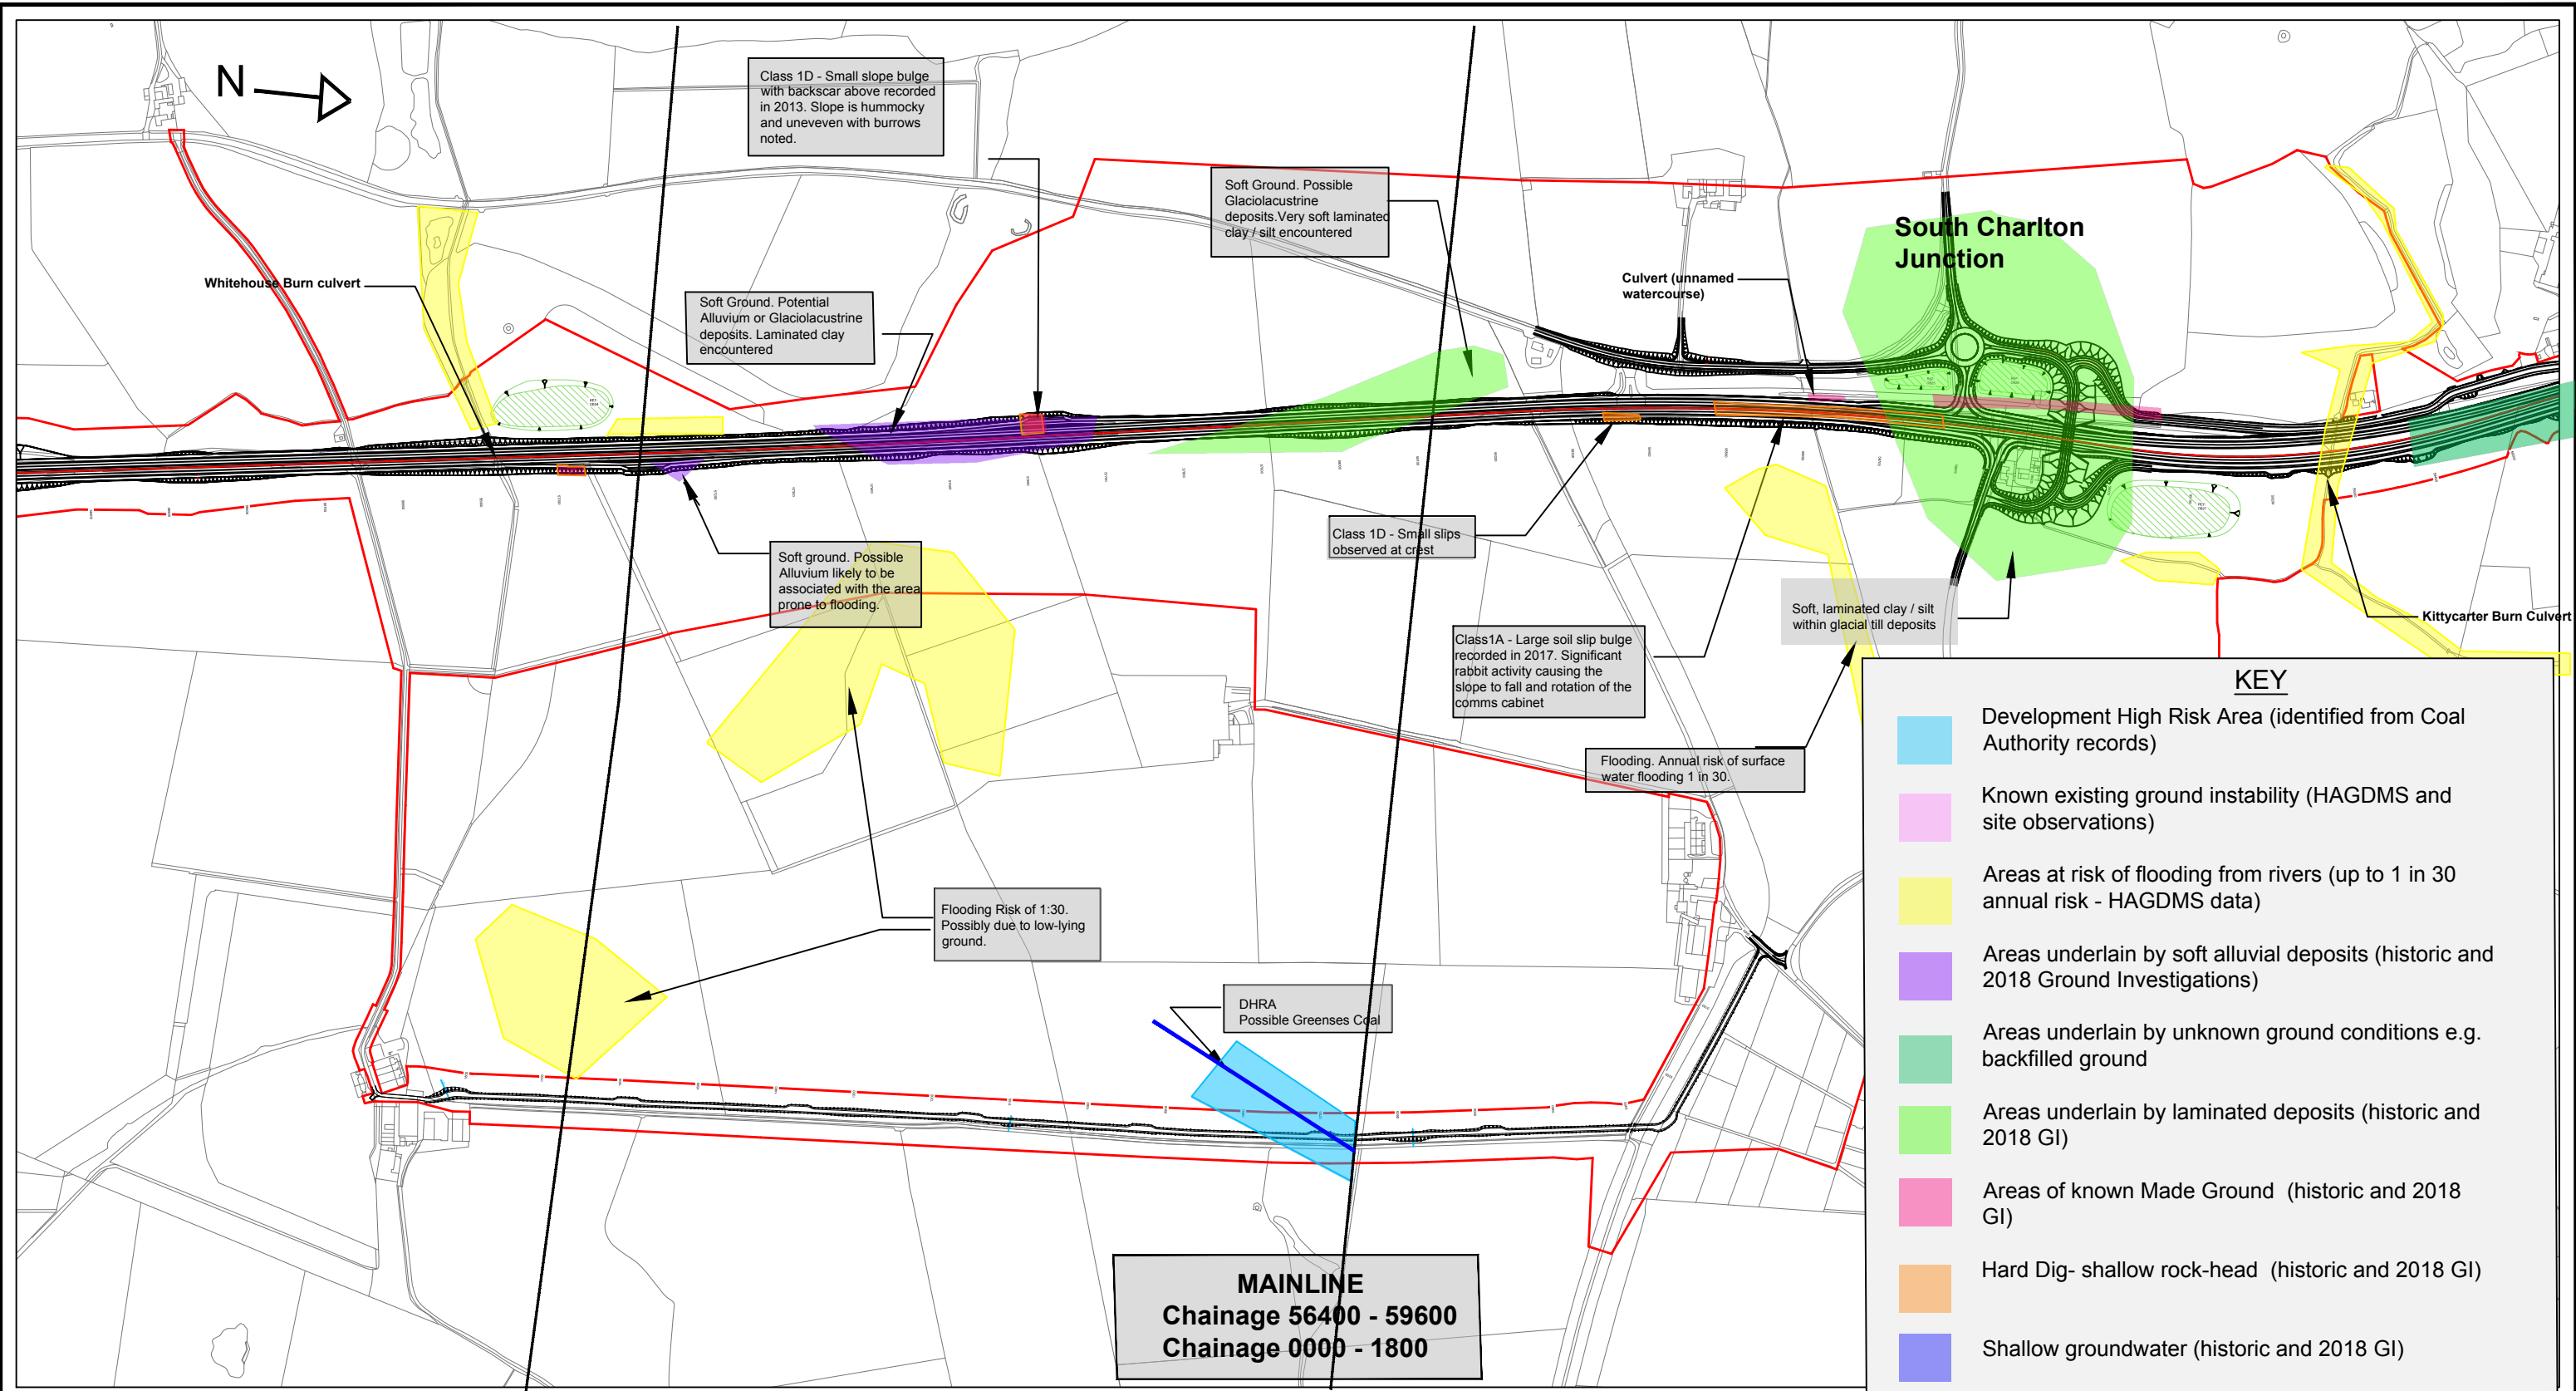 N
Class 1D - Small slope bulge
with backscar above recorded
in 2013. Slope is hummocky
and uneveven with burrows
noted.
Soft Ground. Possible
Glaciolacustrine
deposits.Very soft laminated
clay / silt encountered
South Charlton
Junction
Whitehouse Burn culvert
Culvert (unnamed
watercourse)
Soft Ground. Potential
Alluvium or Glaciolacustrine
deposits. Laminated clay
encountered
Class 1D - Small slips
observed at crest
Soft ground. Possible
Alluvium likely to be
associated with the area
prone to flooding.
Soft, laminated clay / silt
within glacial till deposits
Kittycarter Burn Culvert
Class1A - Large soil slip bulge
recorded in 2017. Significant
rabbit activity causing the
slope to fall and rotation of the
comms cabinet
Flooding. Annual risk of surface
water flooding 1 in 30.
Flooding Risk of 1:30.
Possibly due to low-lying
ground.
DHRA
Possible Greenses Coal
MAINLINE
Chainage 56400 - 59600
Chainage 0000 - 1800
KEY
Development High Risk Area (identified from Coal
Authority records)
Known existing ground instability (HAGDMS and
site observations)
Areas at risk of flooding from rivers (up to 1 in 30
annual risk - HAGDMS data)
Areas underlain by soft alluvial deposits (historic and
2018 Ground Investigations)
Areas underlain by unknown ground conditions e.g.
backfilled ground
Areas underlain by laminated deposits (historic and
2018 GI)
Areas of known Made Ground (historic and 2018
GI)
Hard Dig- shallow rock-head (historic and 2018 GI)
Shallow groundwater (historic and 2018 GI)